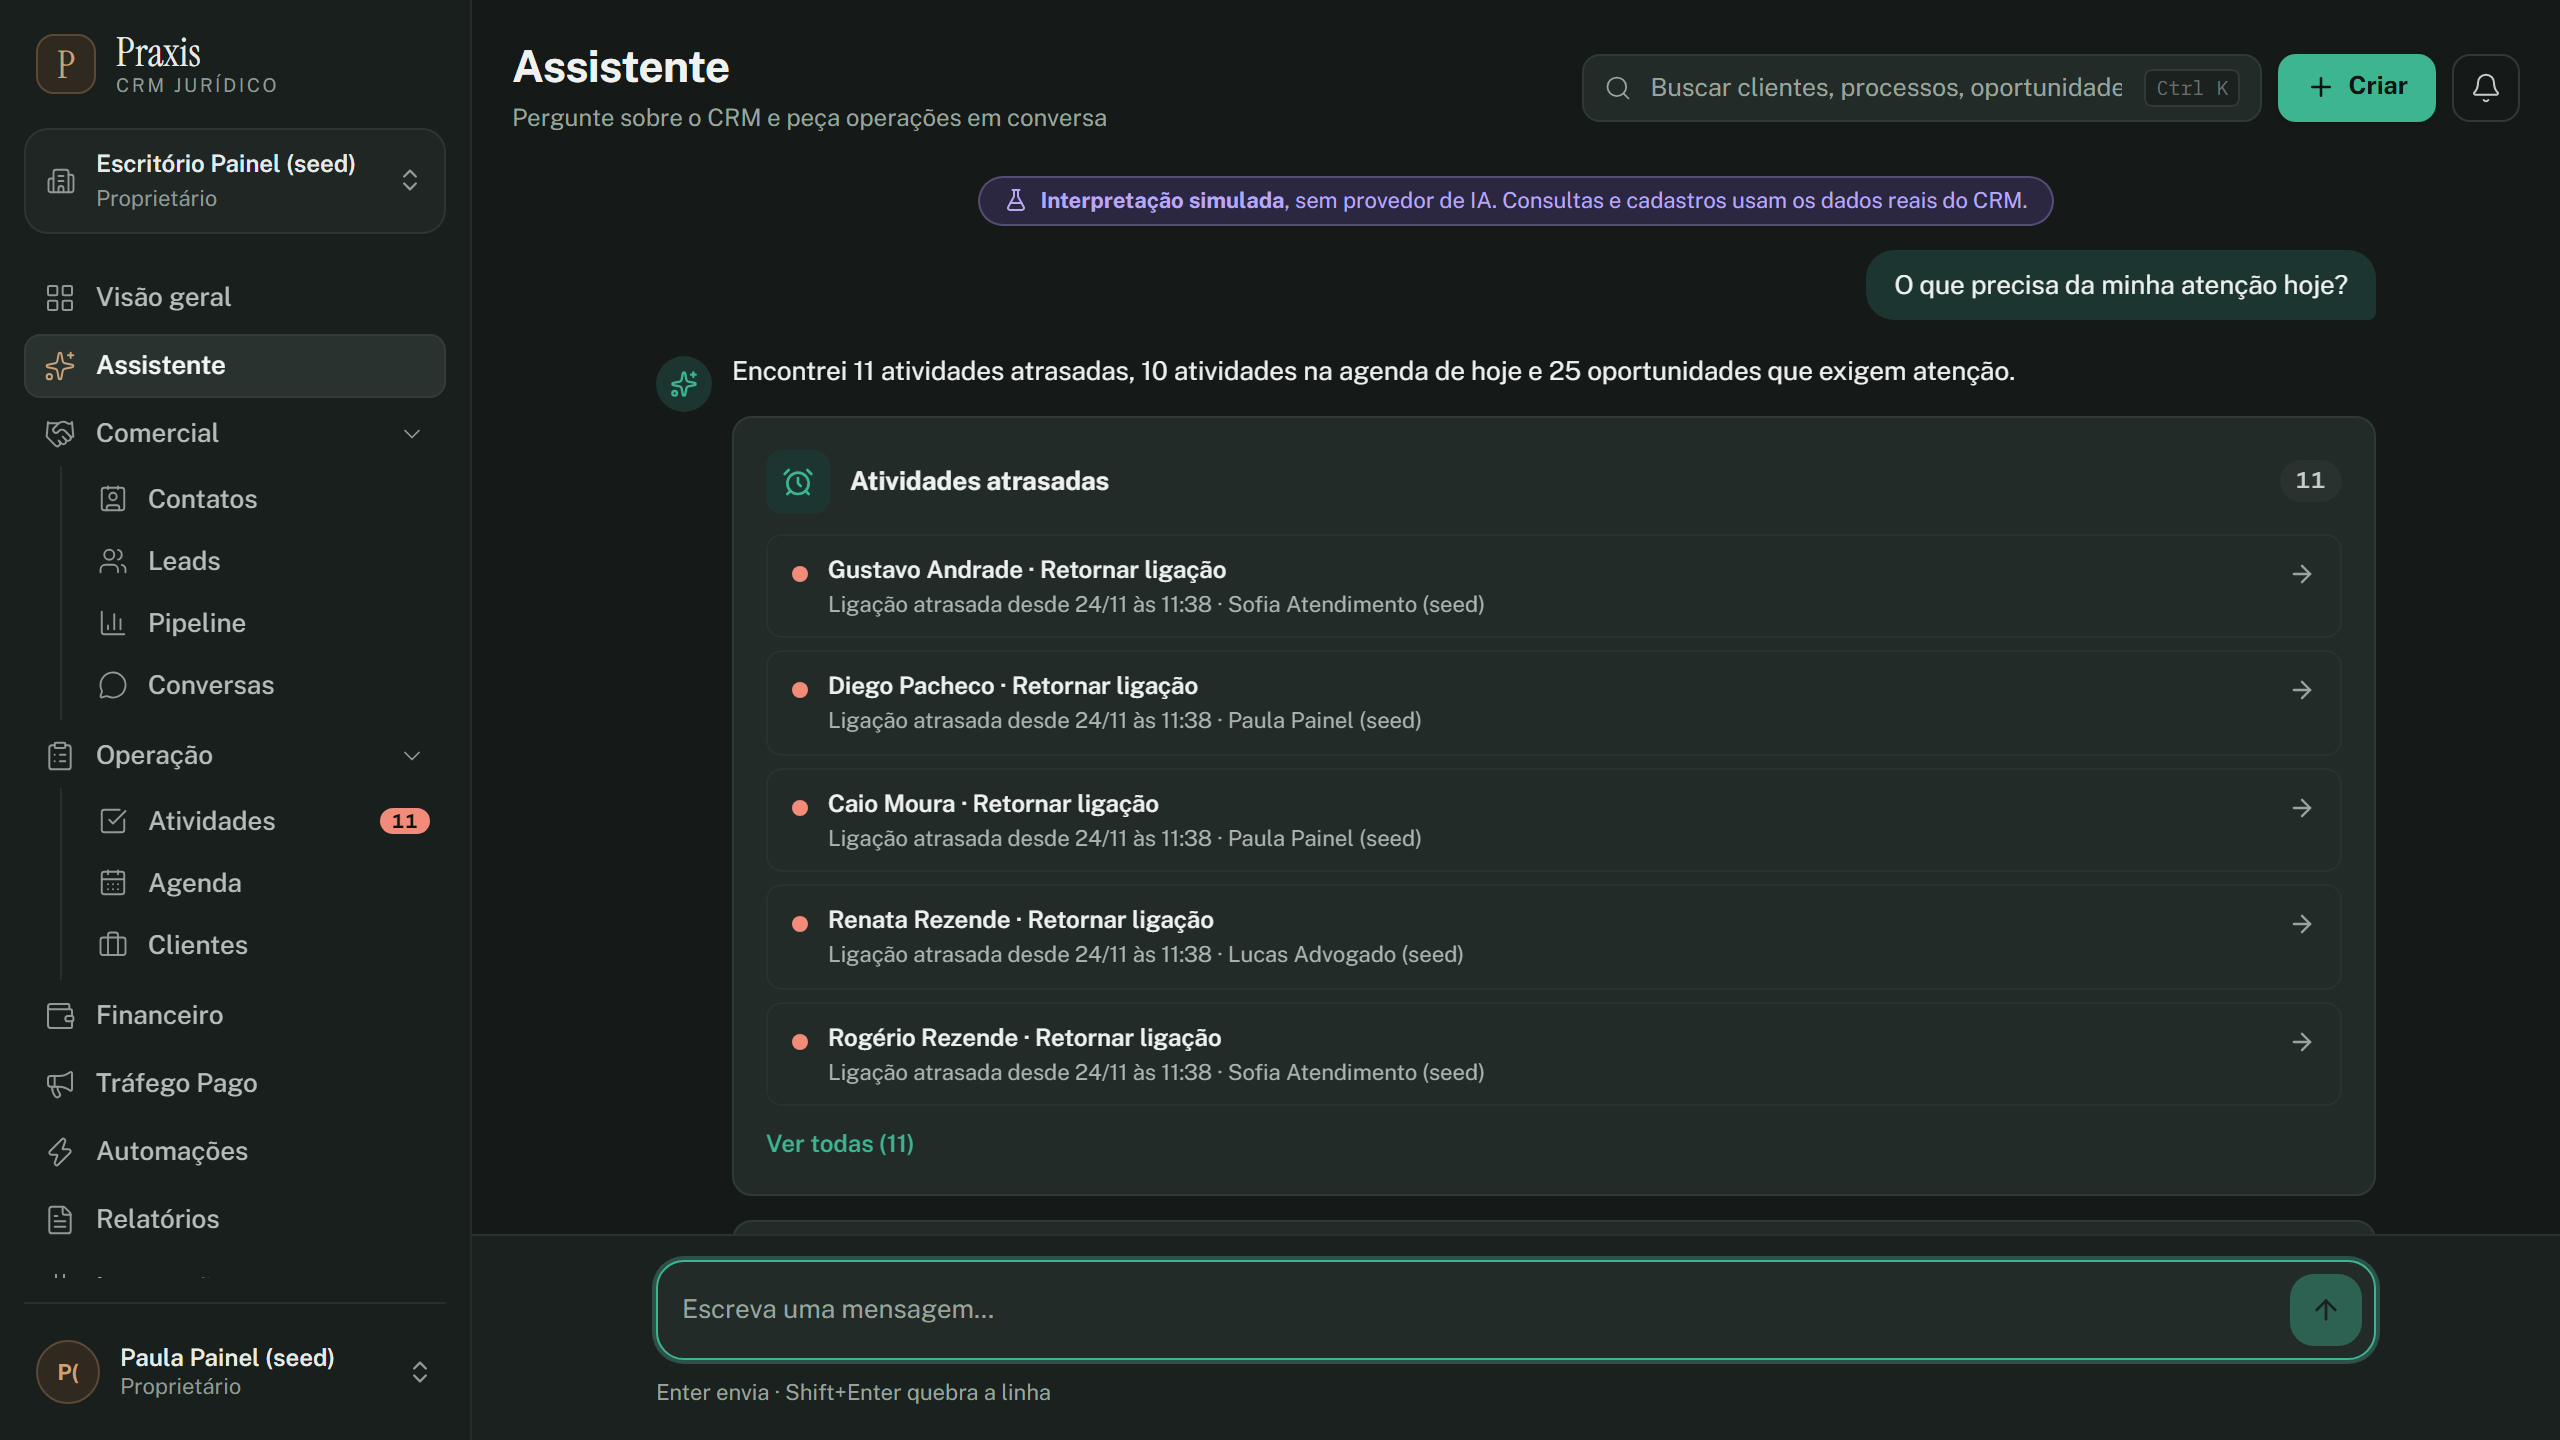 P
Praxis
CRM JURÍDICO
Escritório Painel (seed)
Proprietário
Visão geral
Assistente
Comercial
Contatos
Leads
Pipeline
Conversas
Operação
Atividades
11
Agenda
Clientes
Financeiro
Tráfego Pago
Automações
Relatórios
P(
Paula Painel (seed)
Proprietário
Assistente
Pergunte sobre o CRM e peça operações em conversa
Buscar clientes, processos, oportunidade
Ctrl K
Criar
Interpretação simulada, sem provedor de IA. Consultas e cadastros usam os dados reais do CRM.
O que precisa da minha atenção hoje?
Encontrei 11 atividades atrasadas, 10 atividades na agenda de hoje e 25 oportunidades que exigem atenção.
Atividades atrasadas
11
Gustavo Andrade · Retornar ligação
Ligação atrasada desde 24/11 às 11:38 · Sofia Atendimento (seed)
Diego Pacheco · Retornar ligação
Ligação atrasada desde 24/11 às 11:38 · Paula Painel (seed)
Caio Moura · Retornar ligação
Ligação atrasada desde 24/11 às 11:38 · Paula Painel (seed)
Renata Rezende · Retornar ligação
Ligação atrasada desde 24/11 às 11:38 · Lucas Advogado (seed)
Rogério Rezende · Retornar ligação
Ligação atrasada desde 24/11 às 11:38 · Sofia Atendimento (seed)
Ver todas (11)
Escreva uma mensagem...
Enter envia · Shift+Enter quebra a linha